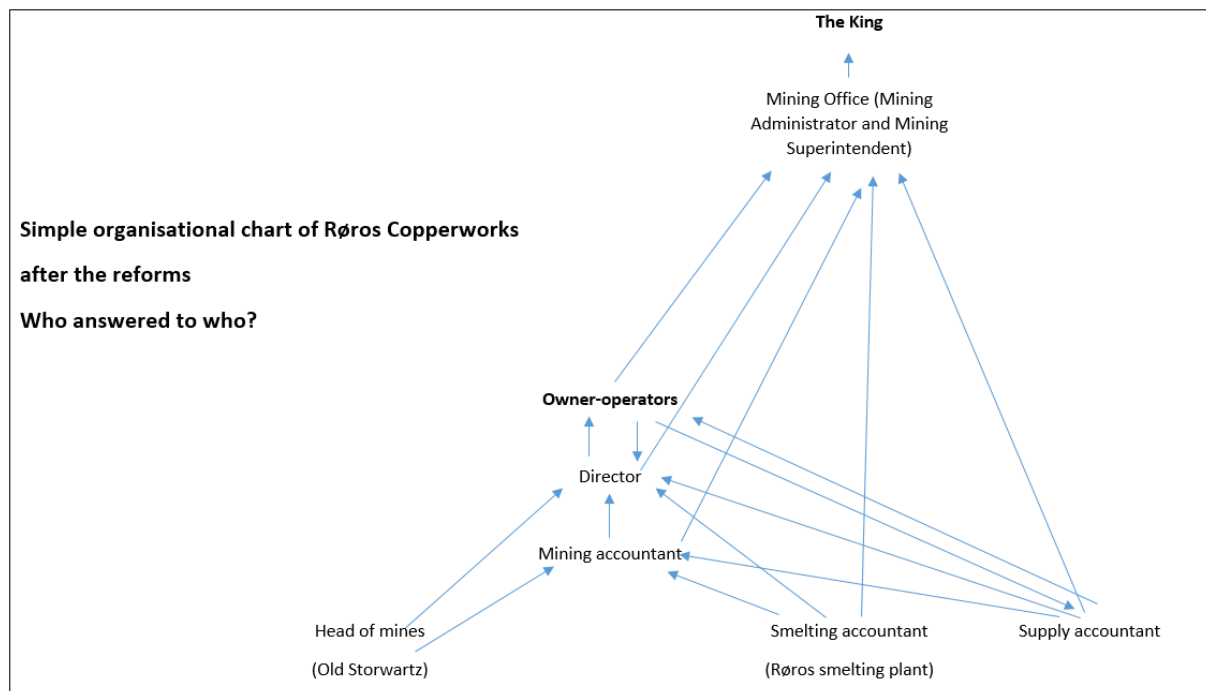 The King
Mining Office (Mining
Administrator and Mining
Superintendent)
Simple organisational chart of Røros Copperworks
after the reforms
Who answered to who?
Owner-operators
Director
Mining accountant
Head of mines
(Old Storwartz)
Smelting accountant
(Røros smelting plant)
Supply accountant